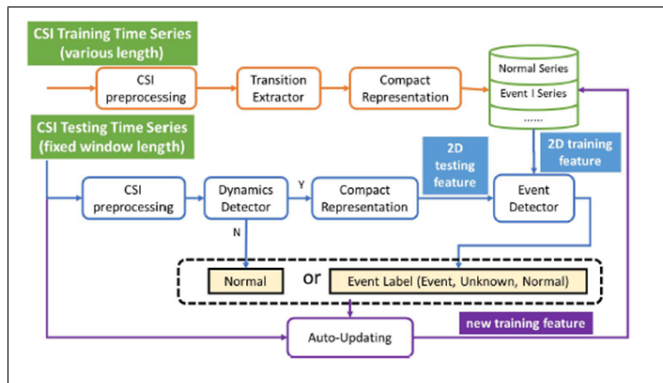 CSI Training Time Series
(various length)
CSI
preprocessing
Transition
Extractor
Compact
Representation
Normal Series
Event I Series
......
CSI Testing Time Series
(fixed window length)
2D
testing
feature
2D training
feature
CSI
preprocessing
Dynamics
Detector
Y
Compact
Representation
Event
Detector
N
Normal
or
Event Label (Event, Unknown, Normal)
Auto-Updating
new training feature